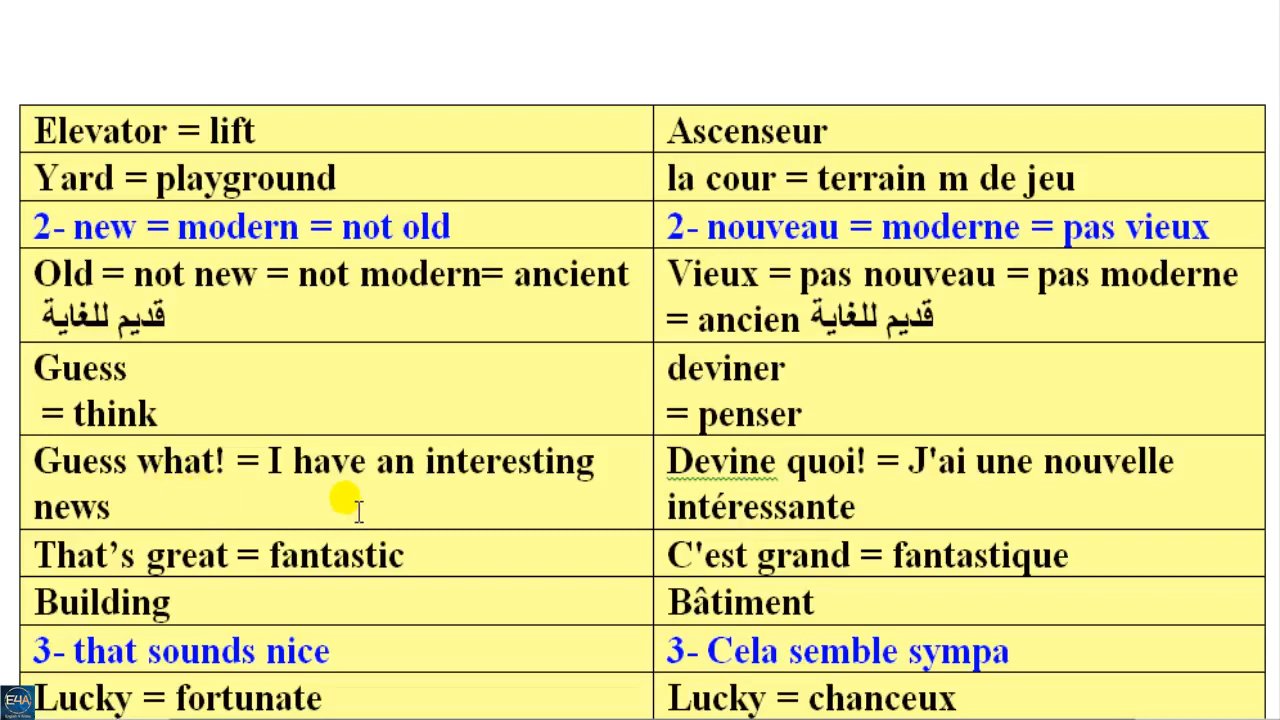 Elevator = lift
Ascenseur
Yard = playground
la cour = terrain m de jeu
2- new = modern = not old
2- nouveau = moderne = pas vieux
Old = not new = not modern= ancient
قديم للغاية
Vieux = pas nouveau = pas moderne
= ancien قديم للغاية
Guess
= think
deviner
= penser
Guess what! = I have an interesting
news
Devine quoi! = J'ai une nouvelle
intéressante
That’s great = fantastic
C'est grand = fantastique
Building
Bâtiment
3- that sounds nice
3- Cela semble sympa
Lucky = fortunate
Lucky = chanceux
E4A